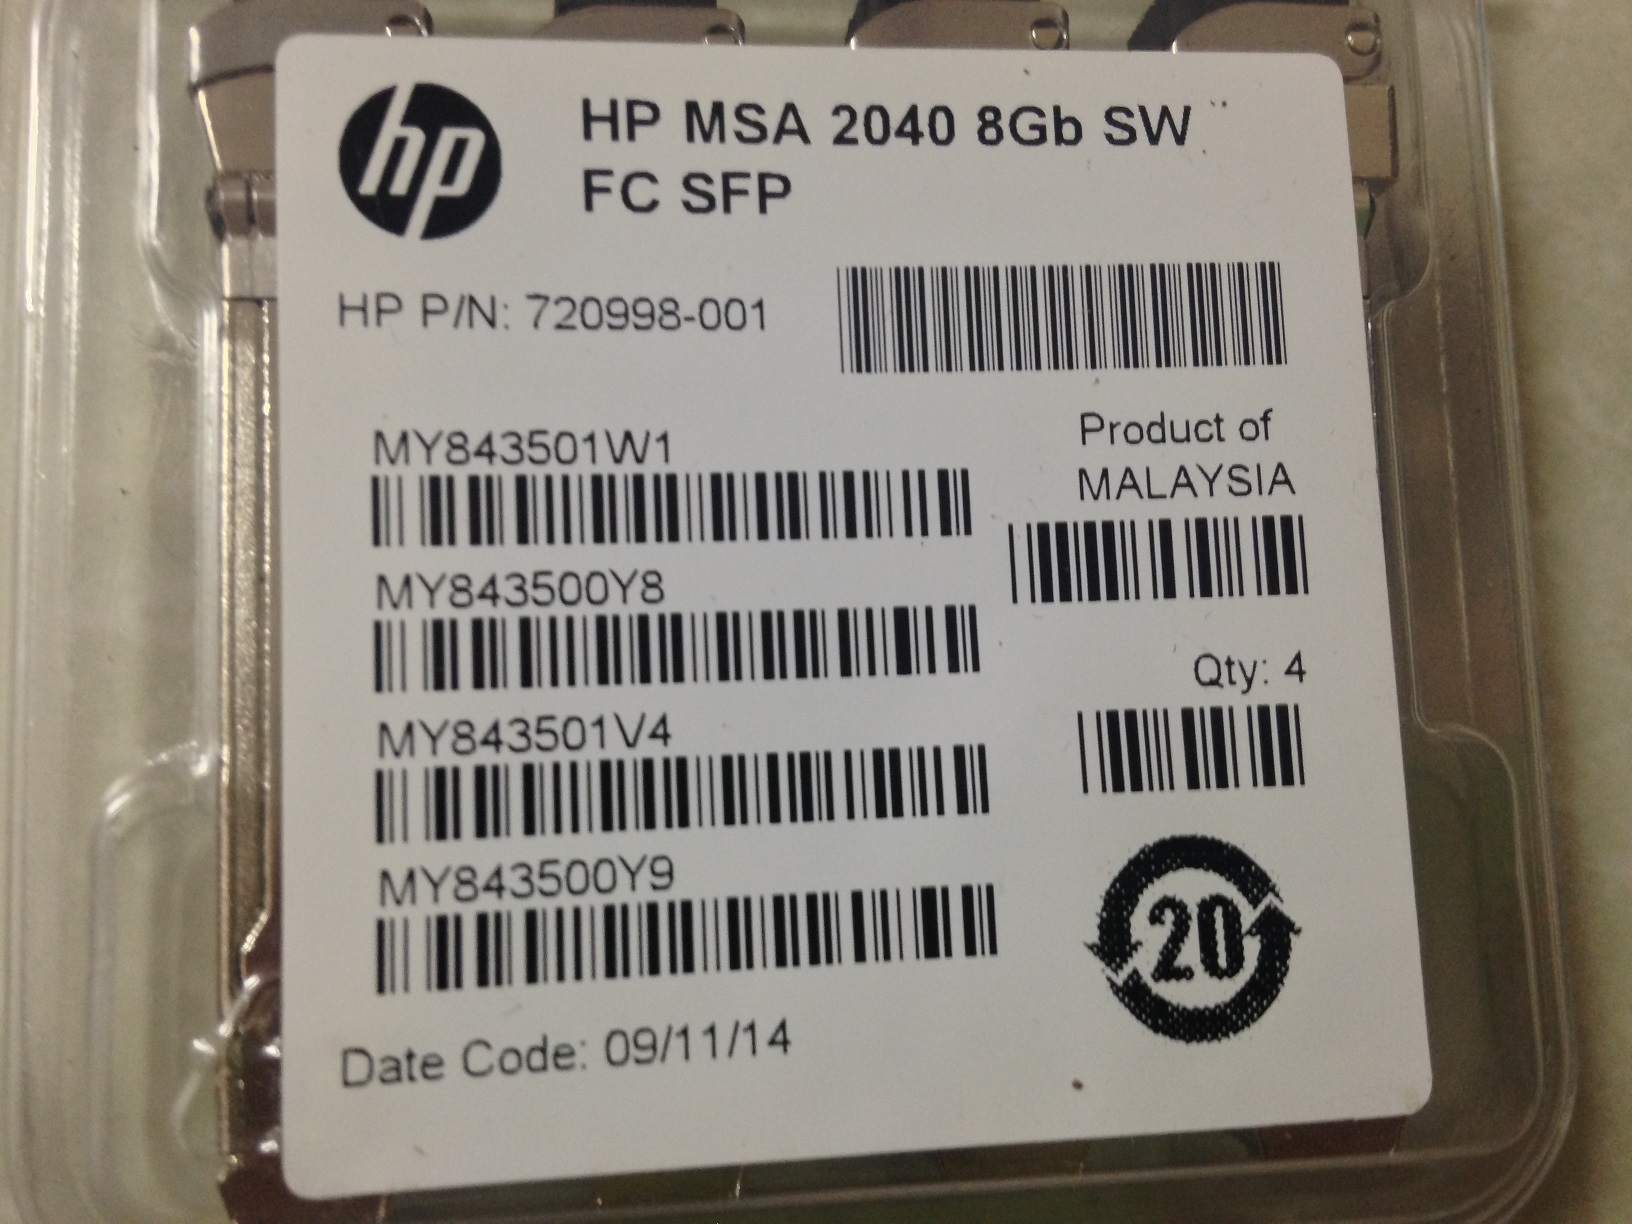 hp
HP MSA 2040 8Gb SW
FC SFP
HP P/N: 720998-001
MY843501W1
Product of
MALAYSIA
MY843500Y8
Qty: 4
MY843501V4
MY843500Y9
20
Date Code: 09/11/14